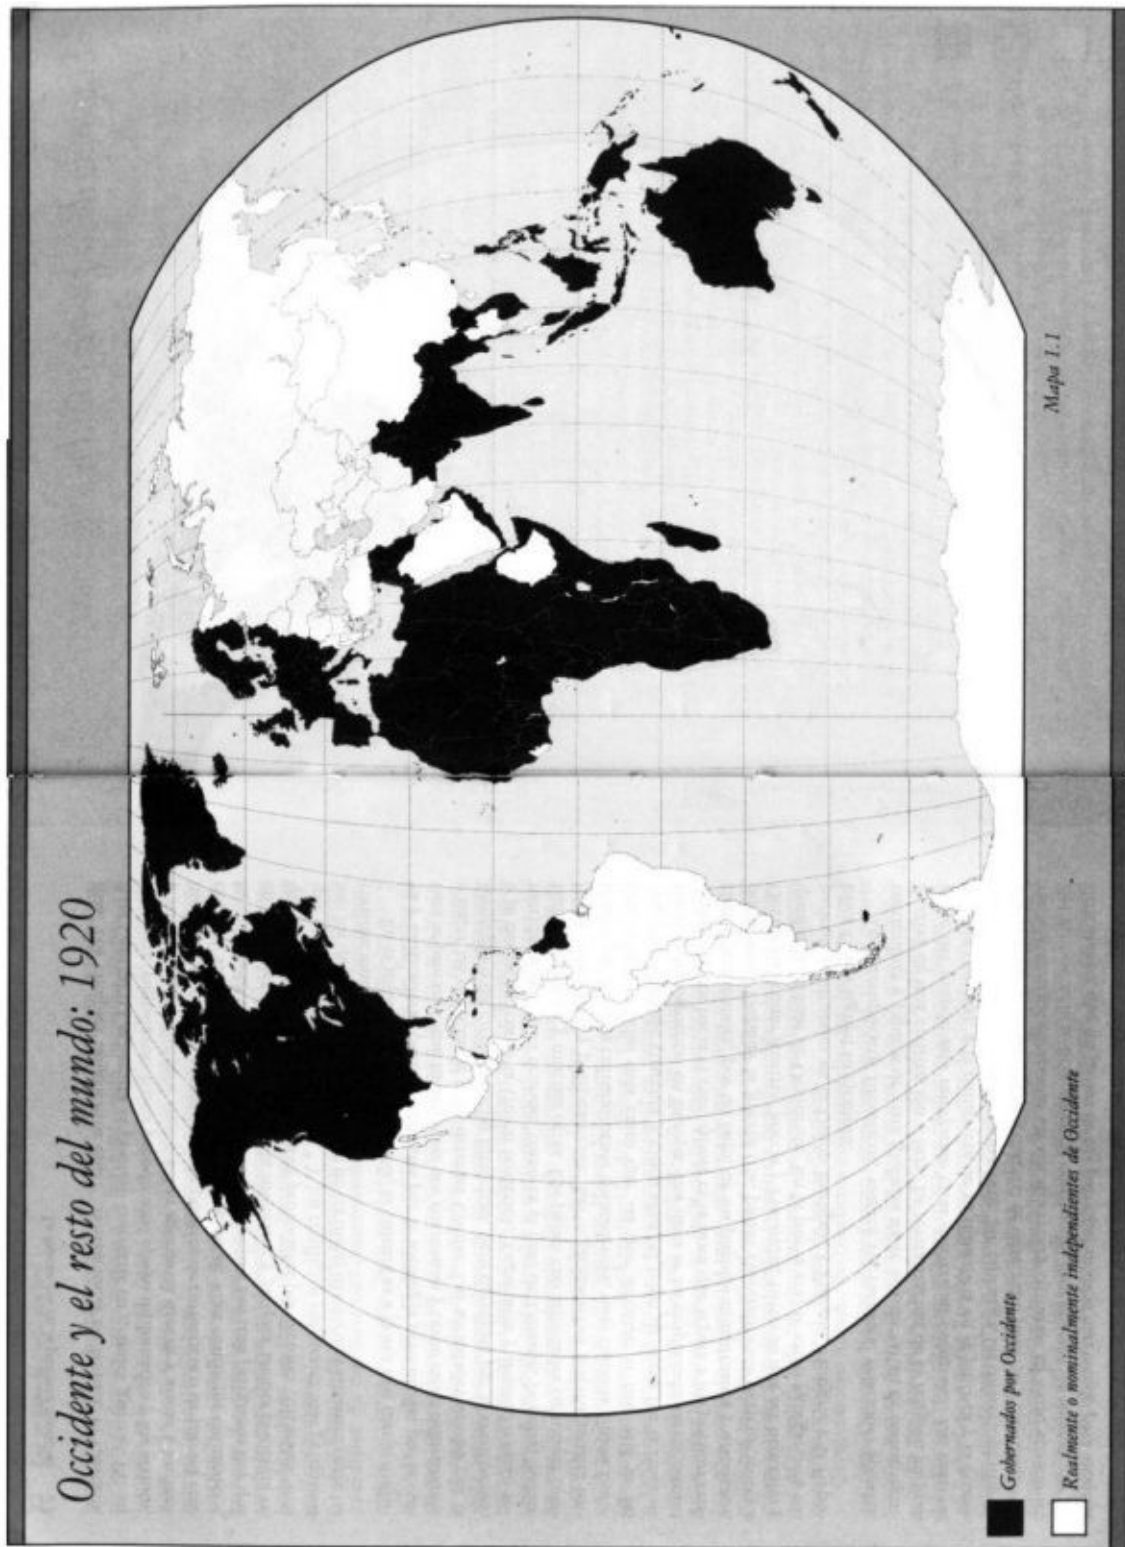 Occidente y el resto del mundo: 1920
Gobernados por Occidente
Realmente o nominalmente independientes de Occidente
Mapa 1.1